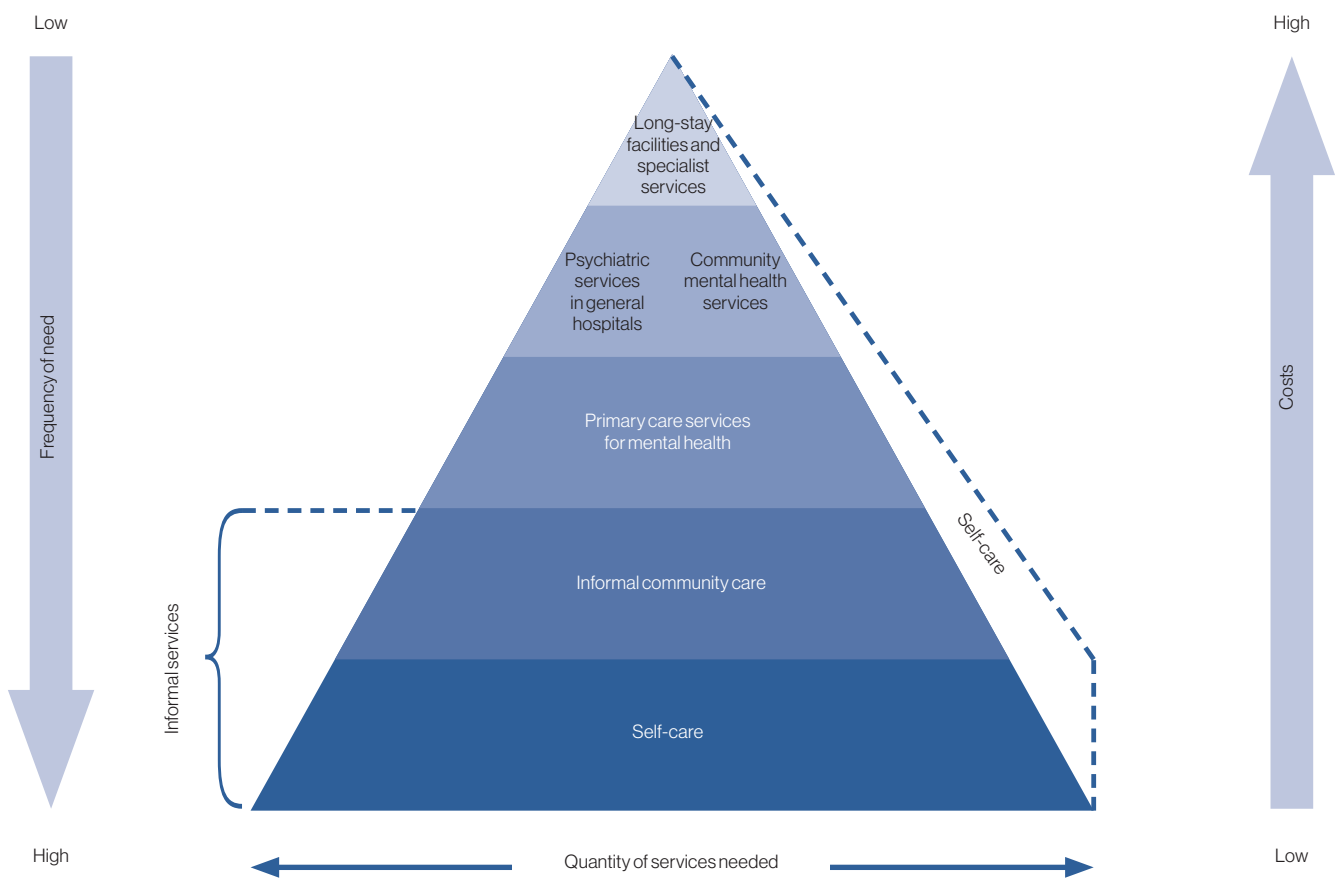 Low
High
Long-stay
facilities and
specialist
services
Psychiatric
services
in general
hospitals
Community
mental health
services
Frequency of need
Costs
Primary care services
for mental health
Self-care
Informal community care
Informal services
Self-care
High
Low
Quantity of services needed